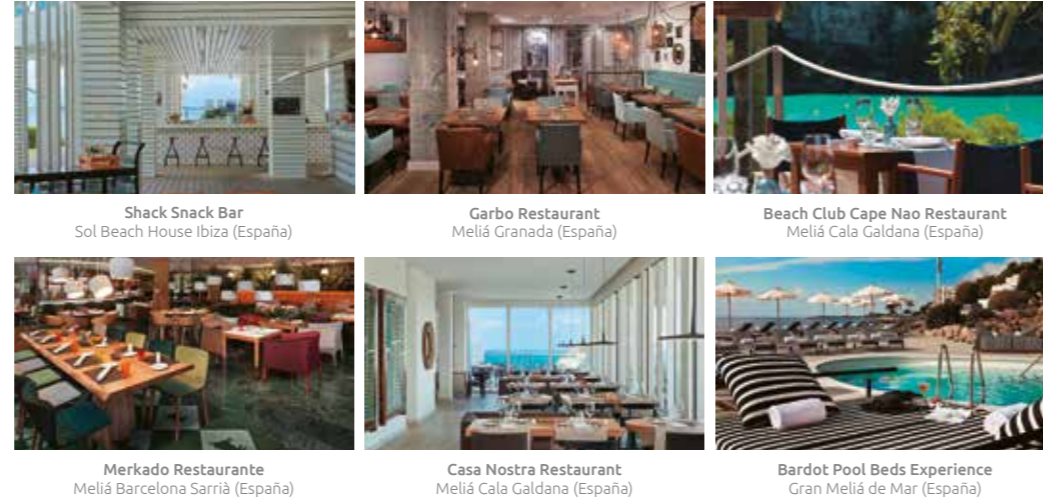 Shack Snack Bar
Sol Beach House Ibiza (España)
Garbo Restaurant
Meliá Granada (España)
Beach Club Cape Nao Restaurant
Meliá Cala Galdana (España)
Merkado Restaurante
Meliá Barcelona Sarrià (España)
Casa Nostra Restaurant
Meliá Cala Galdana (España)
Bardot Pool Beds Experience
Gran Meliá de Mar (España)